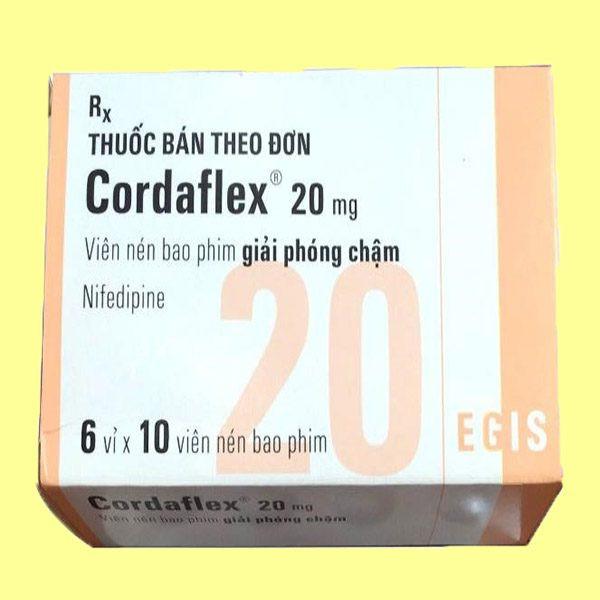 Rx
THUỐC BÁN THEO ĐƠN
Cordaflex® 20 mg
Viên nén bao phim giải phóng chậm
Nifedipine
20
6 vỉ x 10 viên nén bao phim
EGIS
Cordaflex® 20 mg
Viên nén bao phim giải phóng chậm